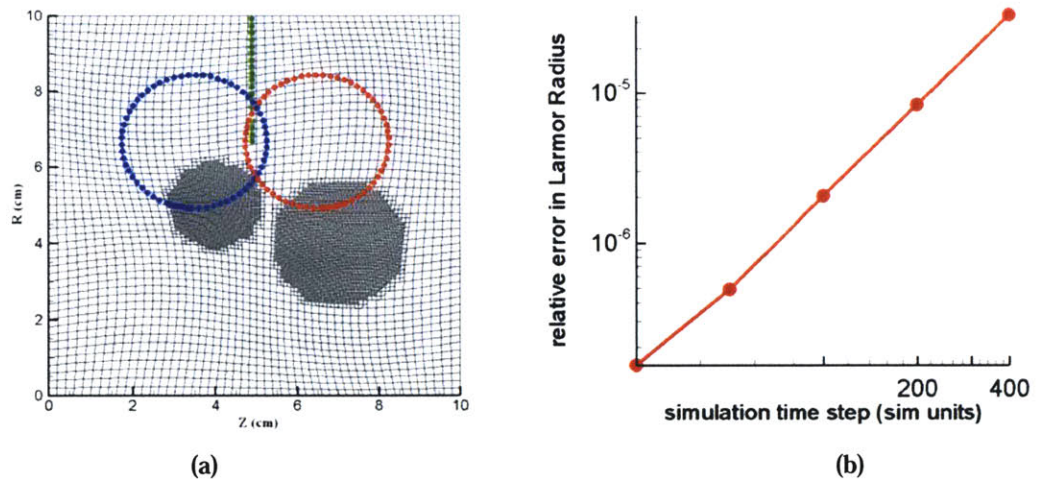 10
8
6
4
2
0
R (cm)
0 2 4 6 8 10
Z (cm)
(a)
relative error in Larmor Radius
10-5
10-6
200 400
simulation time step (sim units)
(b)